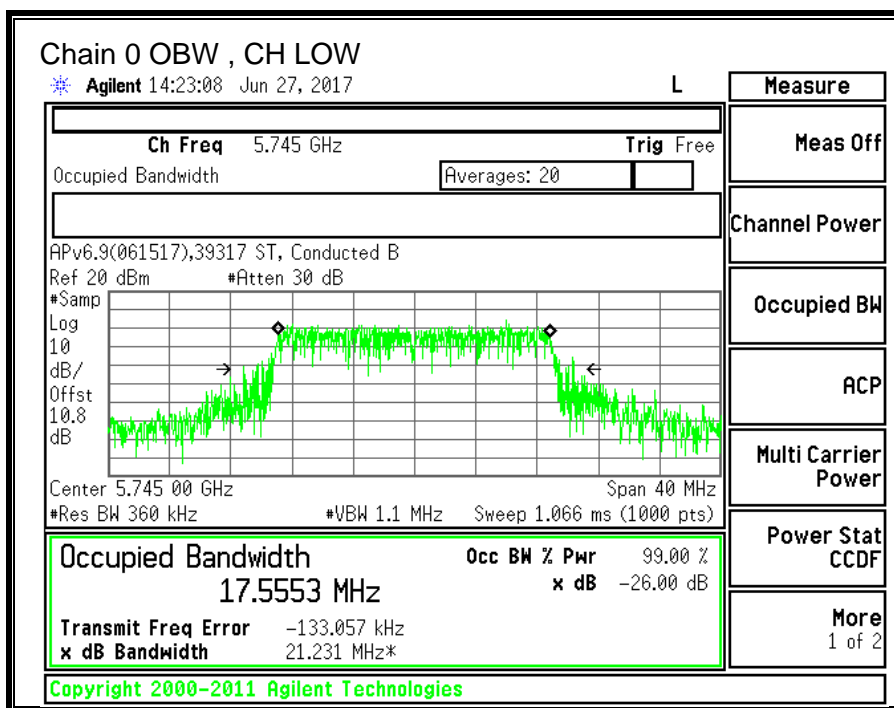 Chain 0 OBW , CH LOW
Agilent 14:23:08 Jun 27, 2017 L
Measure
Ch Freq 5.745 GHz Trig Free
Occupied Bandwidth Averages: 20
Meas Off
Channel Power
APv6.9(061517),39317 ST, Conducted B
Ref 20 dBm #Atten 30 dB
#Samp
Log
10
dB/
Offst
10.8
dB
Occupied BW
ACP
Center 5.745 00 GHz Span 40 MHz
#Res BW 360 kHz #VBW 1.1 MHz Sweep 1.066 ms (1000 pts)
Multi Carrier
Power
Occupied Bandwidth
17.5553 MHz
Occ BW % Pwr 99.00 %
x dB -26.00 dB
Transmit Freq Error -133.057 kHz
x dB Bandwidth 21.231 MHz*
Power Stat
CCDF
More
1 of 2
Copyright 2000-2011 Agilent Technologies